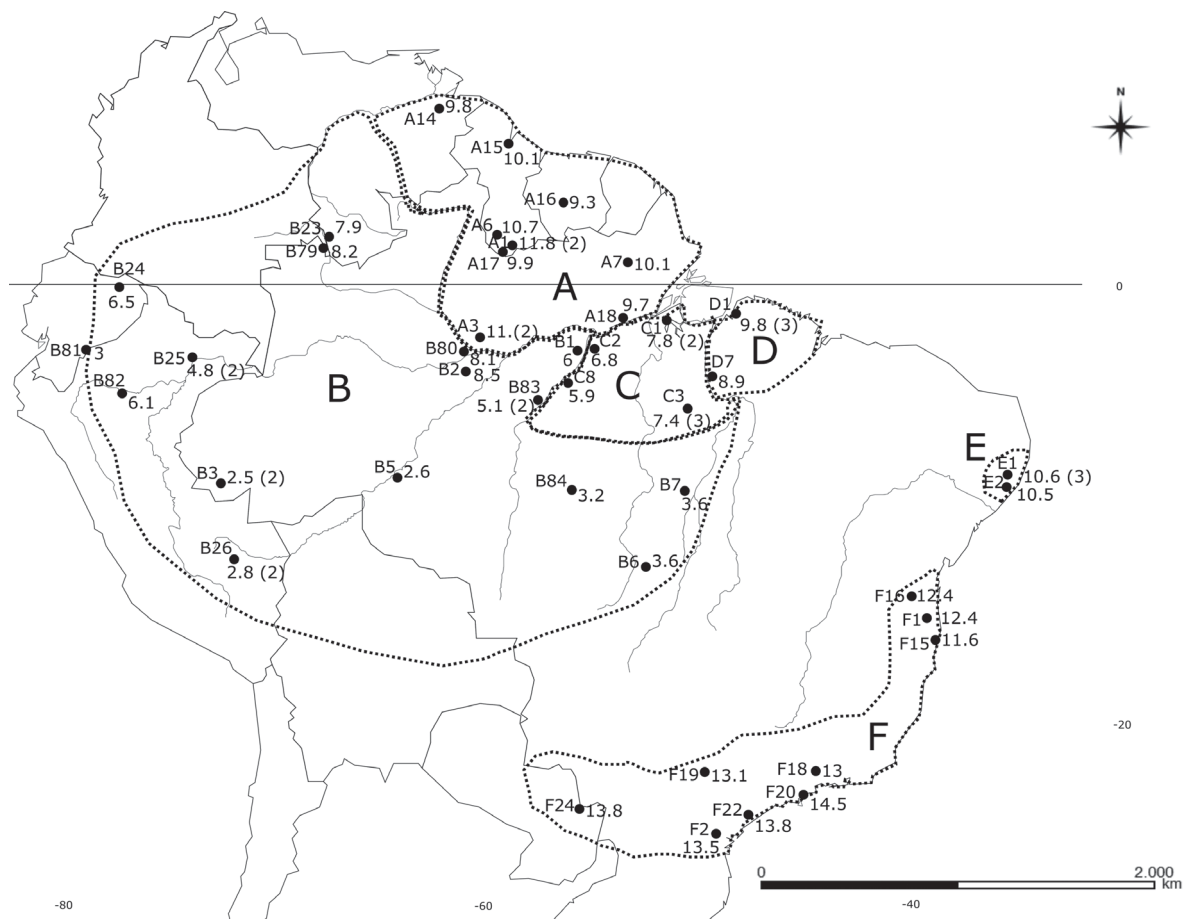 N
A14
9.8
A15
10.1
A16
9.3
A6
10.7
A1
11.8 (2)
A17
9.9
A7
10.1
B23
7.9
B79
8.2
B24
6.5
0
A
A18
9.7
C1
7.8 (2)
D1
9.8 (3)
D
D7
8.9
A3
11.(2)
B80
8.1
B2
8.5
B1
6
C2
6.8
C8
5.9
C
C3
7.4 (3)
B83
5.1 (2)
B81
3
B25
4.8 (2)
B82
6.1
B
B3
2.5 (2)
B5
2.6
B84
3.2
B7
3.6
B26
2.8 (2)
B6
3.6
E
E1
10.6 (3)
E2
10.5
F16
12.4
F1
12.4
F15
11.6
-20
F
F19
13.1
F18
13
F20
14.5
F24
13.8
F22
13.8
F2
13.5
0
2.000
km
-80
-60
-40